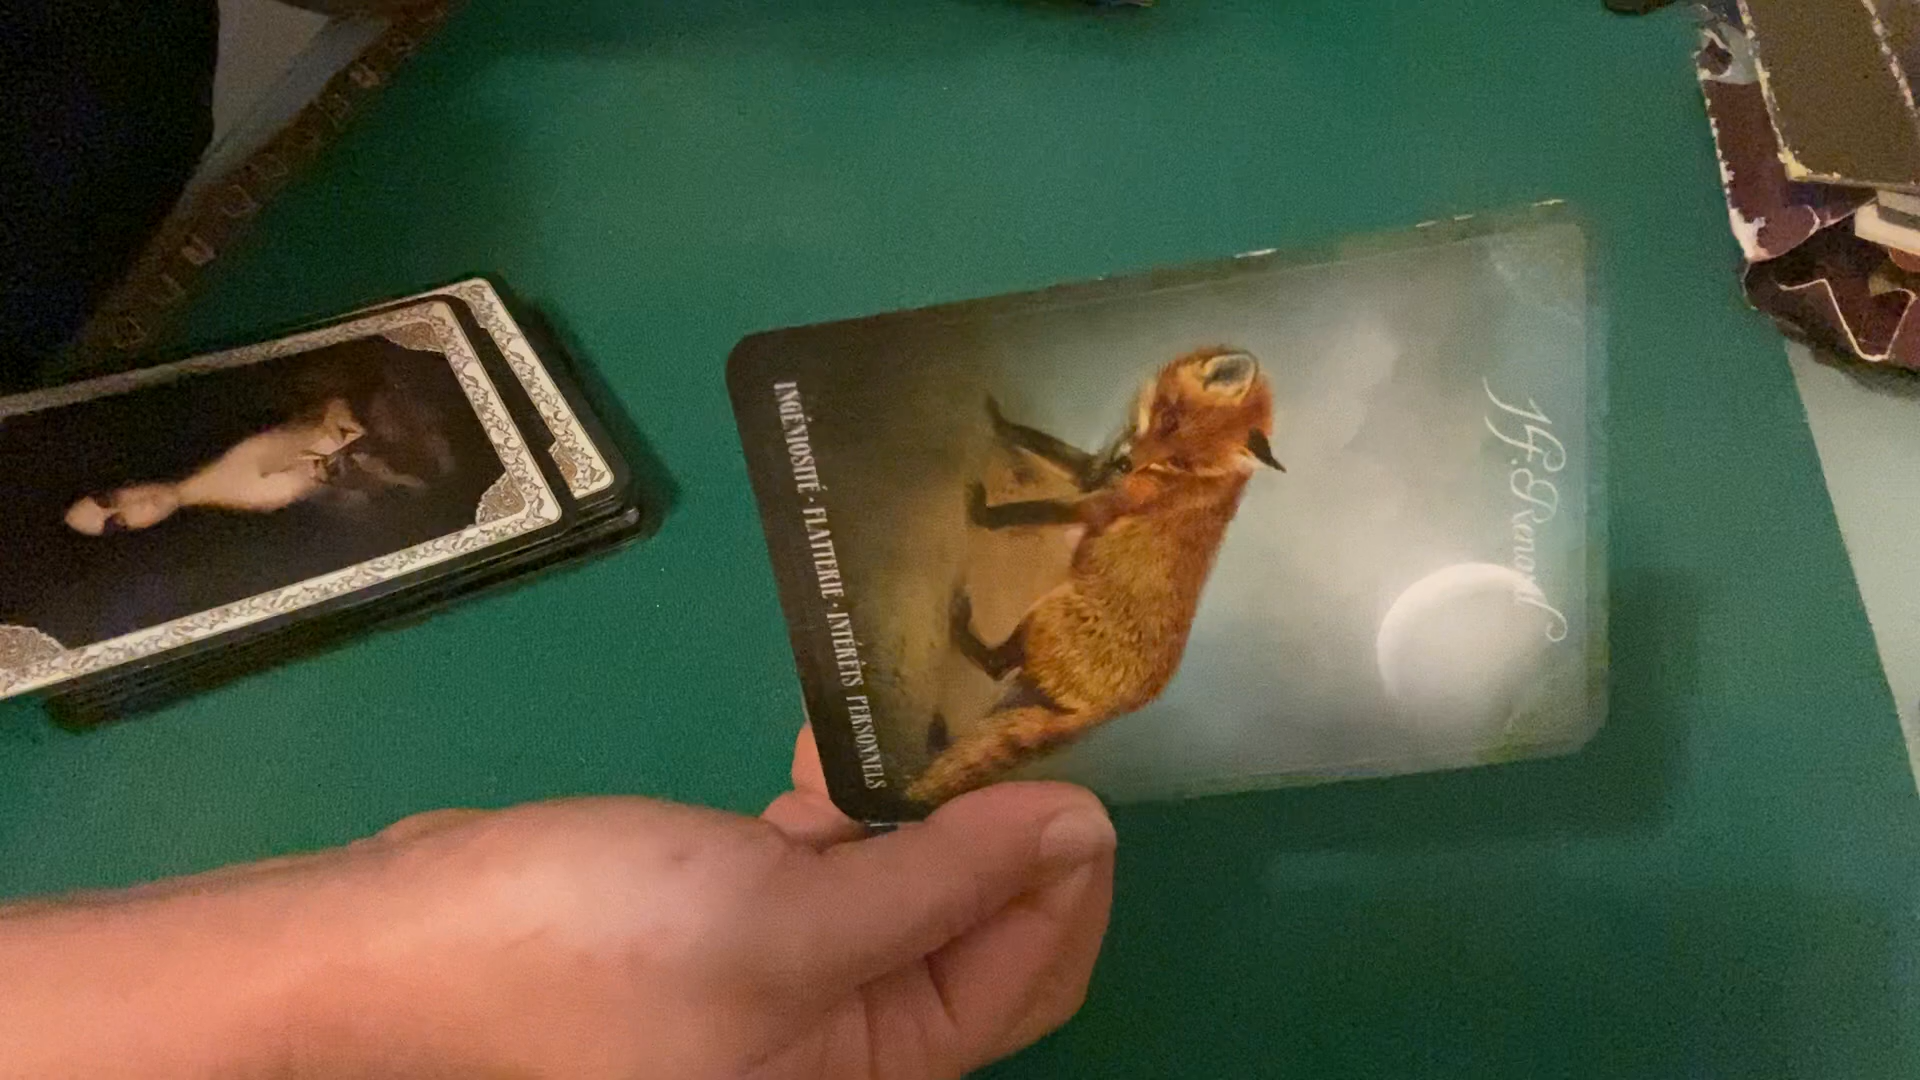 14. Renard
INGÉNIOSITÉ · FLATTERIE · INTÉRÊTS PERSONNELS